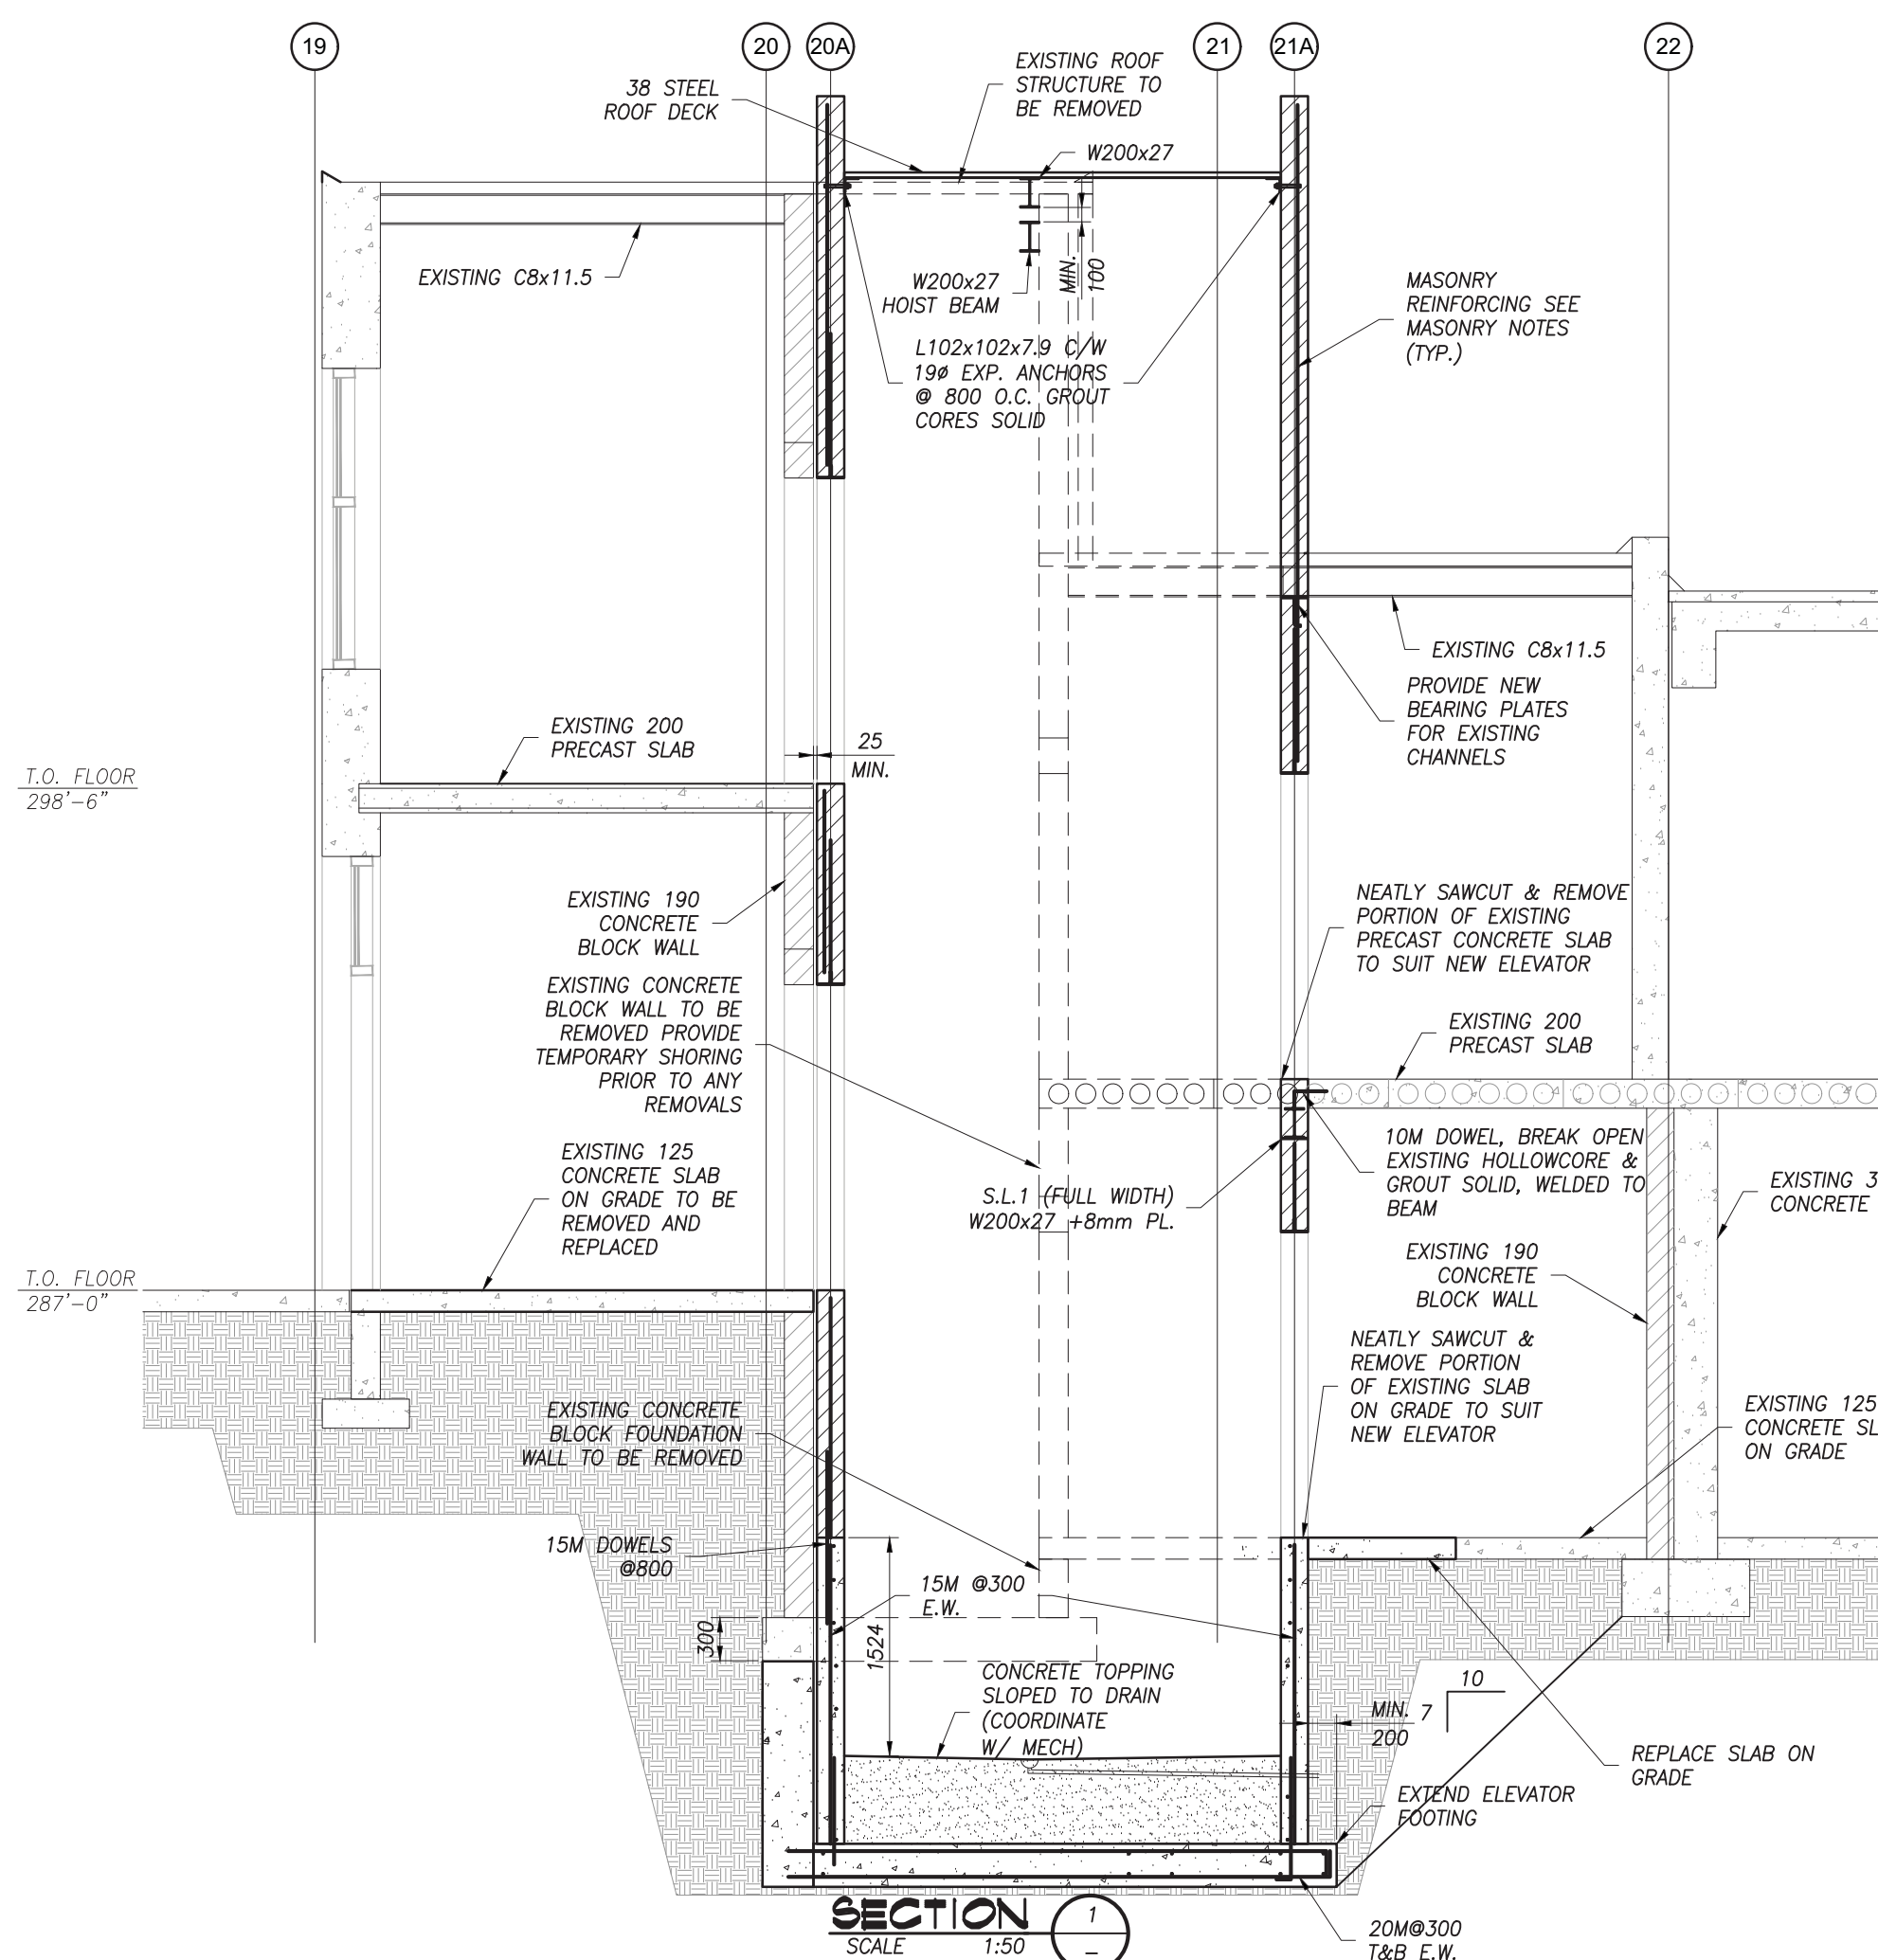 19
20
20A
21
21A
22
38 STEEL
ROOF DECK
EXISTING ROOF
STRUCTURE TO
BE REMOVED
W200x27
EXISTING C8x11.5
W200x27
HOIST BEAM
MIN.
100
L102x102x7.9 C/W
19ø EXP. ANCHORS
@ 800 O.C. GROUT
CORES SOLID
MASONRY
REINFORCING SEE
MASONRY NOTES
(TYP.)
EXISTING C8x11.5
PROVIDE NEW
BEARING PLATES
FOR EXISTING
CHANNELS
EXISTING 200
PRECAST SLAB
25
MIN.
T.O. FLOOR
298'-6"
EXISTING 190
CONCRETE
BLOCK WALL
NEATLY SAWCUT & REMOVE
PORTION OF EXISTING
PRECAST CONCRETE SLAB
TO SUIT NEW ELEVATOR
EXISTING CONCRETE
BLOCK WALL TO BE
REMOVED PROVIDE
TEMPORARY SHORING
PRIOR TO ANY
REMOVALS
EXISTING 200
PRECAST SLAB
EXISTING 125
CONCRETE SLAB
ON GRADE TO BE
REMOVED AND
REPLACED
S.L.1 (FULL WIDTH)
W200x27 +8mm PL.
10M DOWEL, BREAK OPEN
EXISTING HOLLOWCORE &
GROUT SOLID, WELDED TO
BEAM
EXISTING 3
CONCRETE
EXISTING 190
CONCRETE
BLOCK WALL
T.O. FLOOR
287'-0"
NEATLY SAWCUT &
REMOVE PORTION
OF EXISTING SLAB
ON GRADE TO SUIT
NEW ELEVATOR
EXISTING CONCRETE
BLOCK FOUNDATION
WALL TO BE REMOVED
EXISTING 125
CONCRETE SL
ON GRADE
15M DOWELS
@800
15M @300
E.W.
300
1524
CONCRETE TOPPING
SLOPED TO DRAIN
(COORDINATE
W/ MECH)
10
7
MIN.
200
REPLACE SLAB ON
GRADE
EXTEND ELEVATOR
FOOTING
SECTION
SCALE 1:50
1
–
20M@300
T&B E.W.